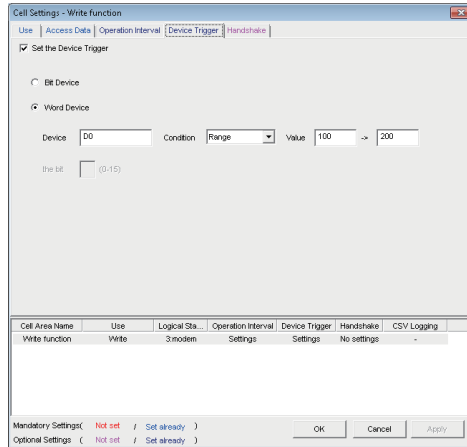 Cell Settings - Write function
Use Access Data Operation Interval Device Trigger Handshake
Set the Device Trigger
Bit Device
Word Device
Device D0 Condition Range Value 100 -> 200
the bit (0-15)
Cell Area Name Use Logical Sta... Operation Interval Device Trigger Handshake CSV Logging
Write function Write 3:modem Settings Settings No settings -
Mandatory Settings( Not set / Set already ) OK Cancel Apply
Optional Settings ( Not set / Set already )